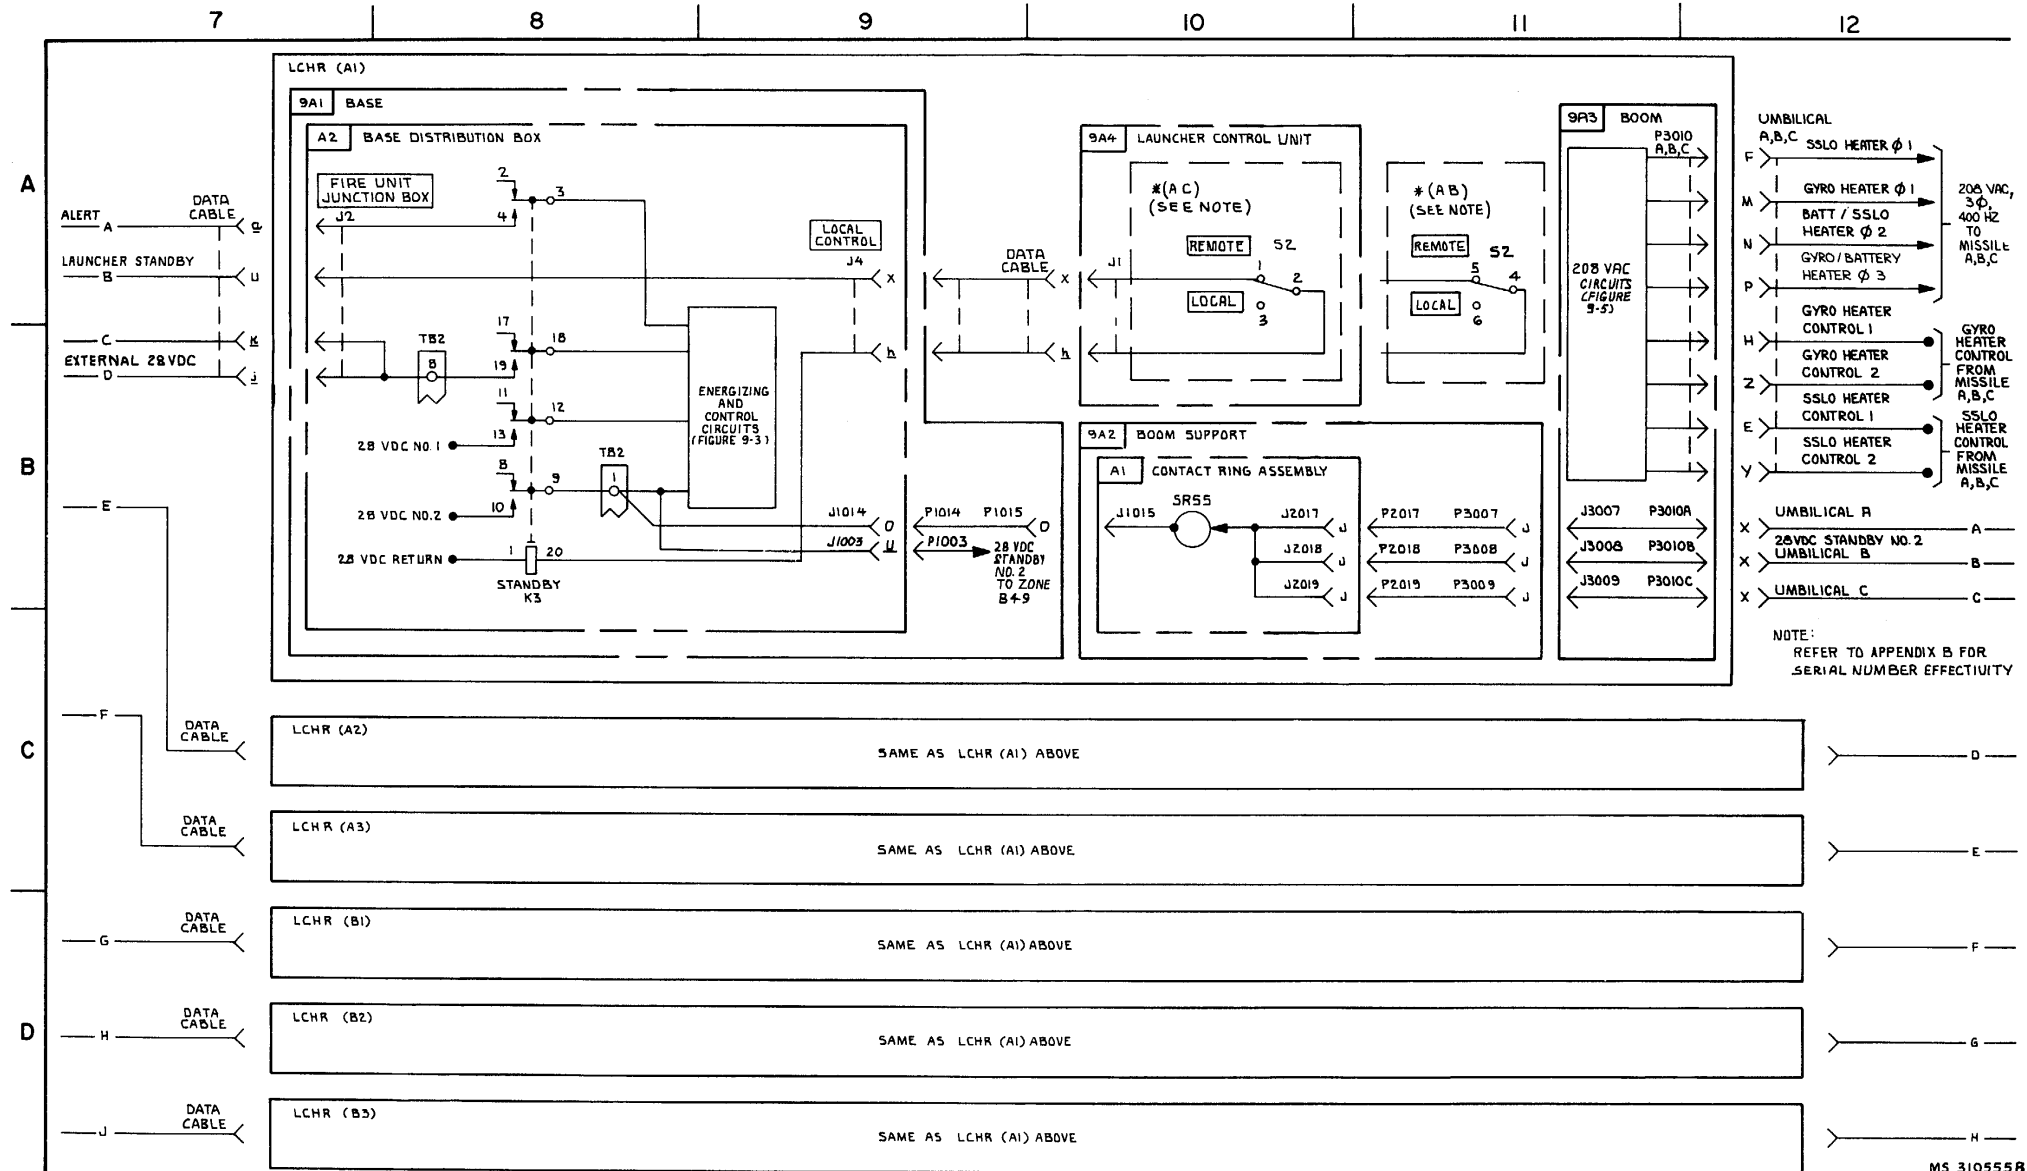 7 8 9 10 11 12
A
B
C
D
LCHR (A1)
9A1 BASE
A2 BASE DISTRIBUTION BOX
FIRE UNIT
JUNCTION BOX
J2
ALERT
A
DATA
CABLE
a
LAUNCHER STANDBY
B
U
C
K
EXTERNAL 28VDC
D
j
2
3
4
LOCAL
CONTROL
J4
X
h
TB2
8
17
18
19
11
12
13
28 VDC NO. 1
8
9
10
TB2
1
28 VDC NO. 2
28 VDC RETURN
1 20
STANDBY
K3
ENERGIZING
AND
CONTROL
CIRCUITS
(FIGURE 9-3)
J1014
O
J1003
U
P1014 P1015
O
P1003
28 VDC
STANDBY
NO. 2
TO ZONE
B49
DATA
CABLE
X
h
9A4 LAUNCHER CONTROL UNIT
J1
*(AC)
(SEE NOTE)
REMOTE S2
1
2
LOCAL
3
*(AB)
(SEE NOTE)
REMOTE S2
5
4
LOCAL
6
9A2 BOOM SUPPORT
A1 CONTACT RING ASSEMBLY
SR55
J1015
J2017 J P2017 P3007 J
J2018 J P2018 P3008 J
J2019 J P2019 P3009 J
9A3 BOOM
P3010
A,B,C
208 VAC
CIRCUITS
(FIGURE
9-5)
J3007 P3010A
J3008 P3010B
J3009 P3010C
UMBILICAL
A,B,C
F SSLO HEATER ϕ 1
M GYRO HEATER ϕ 1
BATT / SSLO
N HEATER ϕ 2
GYRO/BATTERY
P HEATER ϕ 3
208 VAC,
3ϕ,
400 HZ
TO
MISSILE
A,B,C
GYRO HEATER
CONTROL 1
H
GYRO HEATER
CONTROL 2
Z
GYRO
HEATER
CONTROL
FROM
MISSILE
A,B,C
SSLO HEATER
CONTROL 1
E
SSLO HEATER
CONTROL 2
Y
SSLO
HEATER
CONTROL
FROM
MISSILE
A,B,C
X UMBILICAL A A
28VDC STANDBY NO. 2
X UMBILICAL B B
X UMBILICAL C C
NOTE:
REFER TO APPENDIX B FOR
SERIAL NUMBER EFFECTIVITY
E
F
DATA
CABLE
LCHR (A2)
SAME AS LCHR (A1) ABOVE
D
DATA
CABLE
LCHR (A3)
SAME AS LCHR (A1) ABOVE
E
G
DATA
CABLE
LCHR (B1)
SAME AS LCHR (A1) ABOVE
F
H
DATA
CABLE
LCHR (B2)
SAME AS LCHR (A1) ABOVE
G
J
DATA
CABLE
LCHR (B3)
SAME AS LCHR (A1) ABOVE
H
MS 310555B